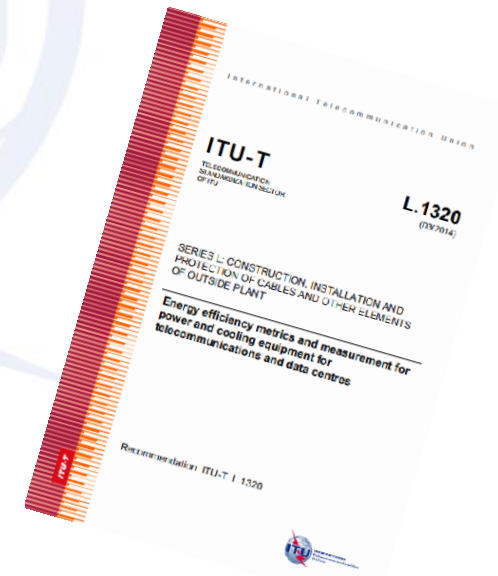 International Telecommunication Union
ITU-T
TELECOMMUNICATION
STANDARDIZATION SECTOR
OF ITU
L.1320
(03/2014)
SERIES L: CONSTRUCTION, INSTALLATION AND
PROTECTION OF CABLES AND OTHER ELEMENTS
OF OUTSIDE PLANT
Energy efficiency metrics and measurement for
power and cooling equipment for
telecommunications and data centres
Recommendation ITU-T L.1320
ITU-T
ITU